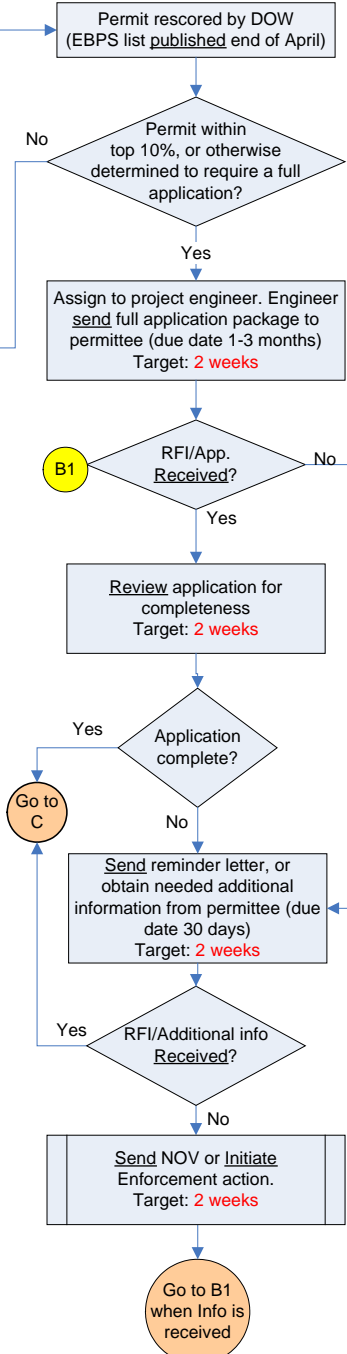 Permit rescored by DOW
(EBPS list published end of April)
No
Permit within
top 10%, or otherwise
determined to require a full
application?
Yes
Assign to project engineer. Engineer
send full application package to
permittee (due date 1-3 months)
Target: 2 weeks
B1
RFI/App.
Received?
No
Yes
Review application for
completeness
Target: 2 weeks
Yes
Application
complete?
Go to
C
No
Send reminder letter, or
obtain needed additional
information from permittee (due
date 30 days)
Target: 2 weeks
Yes
RFI/Additional info
Received?
No
Send NOV or Initiate
Enforcement action.
Target: 2 weeks
Go to B1
when Info is
received